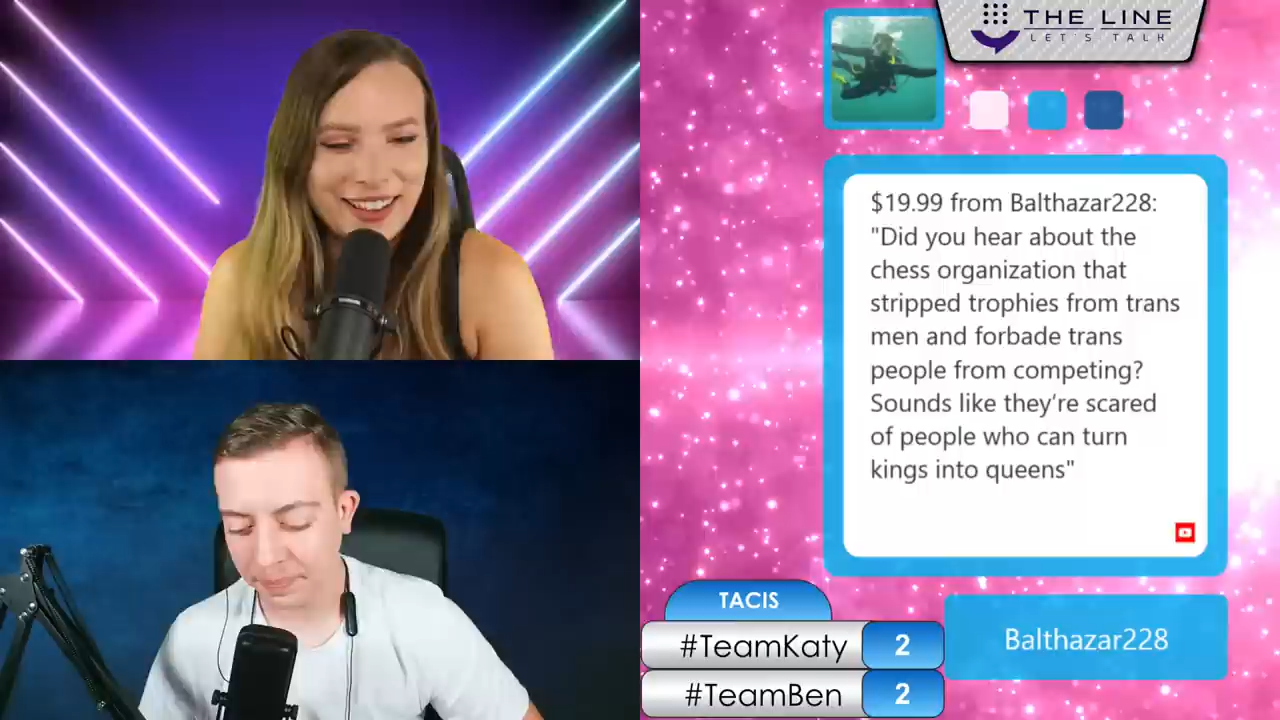 THE LINE
LET'S TALK
$19.99 from Balthazar228:
"Did you hear about the
chess organization that
stripped trophies from trans
men and forbade trans
people from competing?
Sounds like they're scared
of people who can turn
kings into queens"
TACIS
#TeamKaty 2
#TeamBen 2
Balthazar228